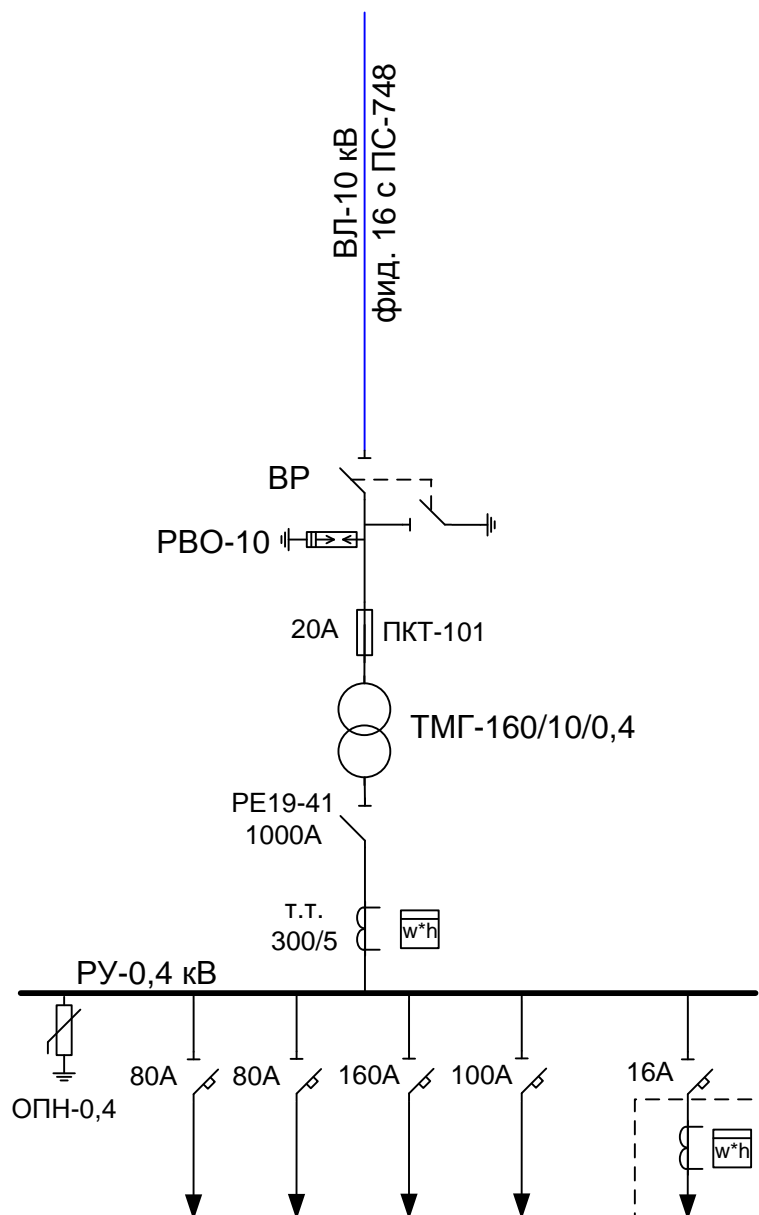 ВЛ-10 кВ
фид. 16 с ПС-748
ВР
РВО-10
20А
ПКТ-101
ТМГ-160/10/0,4
РЕ19-41
1000А
т.т.
300/5
w*h
РУ-0,4 кВ
ОПН-0,4
80А
80А
160А
100А
16А
w*h